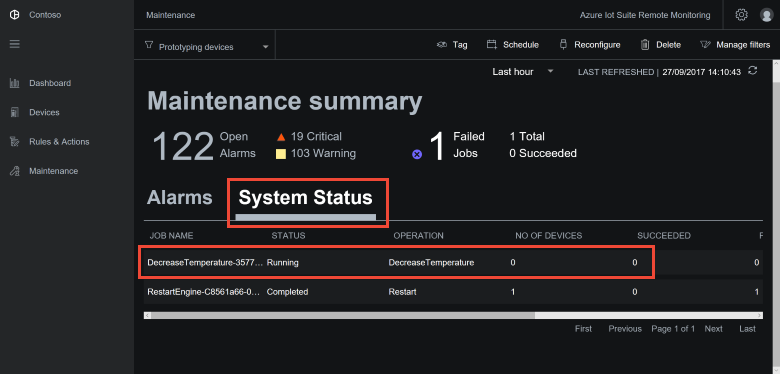 Contoso
Maintenance
Azure Iot Suite Remote Monitoring
Prototyping devices
Tag
Schedule
Reconfigure
Delete
Manage filters
Dashboard
Devices
Rules & Actions
Maintenance
Last hour
LAST REFRESHED | 27/09/2017 14:10:43
Maintenance summary
122
Open
Alarms
19 Critical
103 Warning
1
Failed
Jobs
1 Total
0 Succeeded
Alarms
System Status
JOB NAME STATUS OPERATION NO OF DEVICES SUCCEEDED F
DecreaseTemperature-3577... Running DecreaseTemperature 0 0 0
RestartEngine-C8561a66-0... Completed Restart 1 0 1
First Previous Page 1 of 1 Next Last